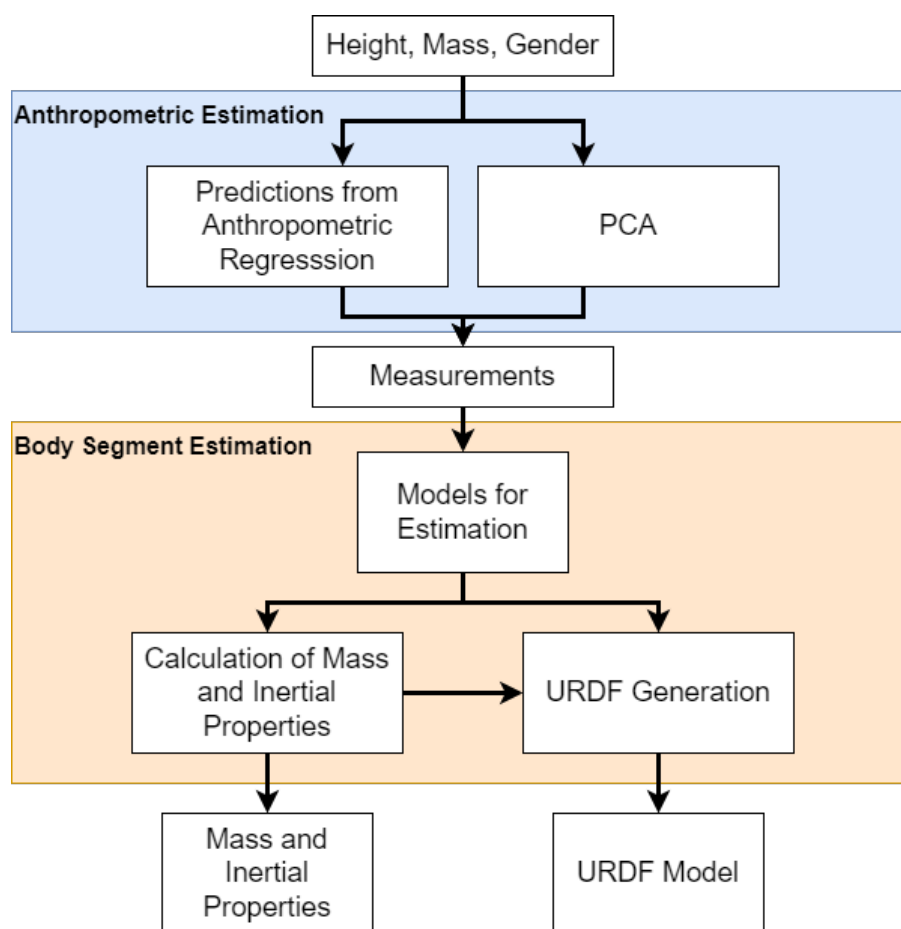 Height, Mass, Gender
Anthropometric Estimation
Predictions from
Anthropometric
Regresssion
PCA
Measurements
Body Segment Estimation
Models for
Estimation
Calculation of Mass
and Inertial
Properties
URDF Generation
Mass and
Inertial
Properties
URDF Model